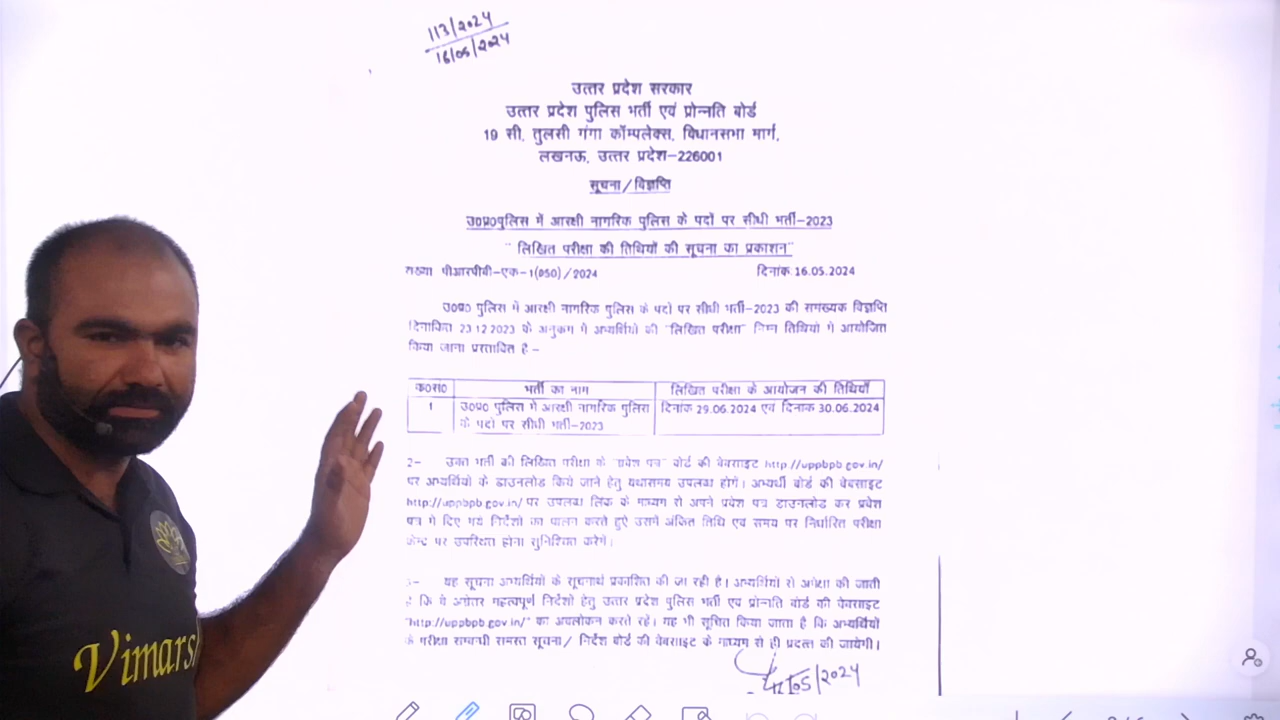 113/2024
16/05/2024
उत्तर प्रदेश सरकार
उत्तर प्रदेश पुलिस भर्ती एवं प्रोन्नति बोर्ड
19 सी, तुलसी गंगा कॉम्पलेक्स, विधानसभा मार्ग,
लखनऊ, उत्तर प्रदेश-226001
सूचना/विज्ञप्ति
उ0प्र0पुलिस में आरक्षी नागरिक पुलिस के पदों पर सीधी भर्ती-2023
"लिखित परीक्षा की तिथियों की सूचना का प्रकाशन"
संख्या पीआरपीबी-एक-1(050)/2024 दिनांक 16.05.2024
उ0प्र0 पुलिस में आरक्षी नागरिक पुलिस के पदों पर सीधी भर्ती-2023 की समसंख्यक विज्ञप्ति
दिनांकित 23.12.2023 के अनुक्रम में अभ्यर्थियों की "लिखित परीक्षा" निम्न तिथियों में आयोजित
किया जाना प्रस्तावित है -
क0सं0 भर्ती का नाम लिखित परीक्षा के आयोजन की तिथियाँ
1 उ0प्र0 पुलिस में आरक्षी नागरिक पुलिस दिनांक 29.06.2024 एवं दिनांक 30.06.2024
के पदों पर सीधी भर्ती-2023
2- उक्त भर्ती की लिखित परीक्षा के "प्रवेश पत्र" बोर्ड की वेबसाइट http://uppbpb.gov.in/
पर अभ्यर्थियों के डाउनलोड किये जाने हेतु यथासमय उपलब्ध होंगे। अभ्यर्थी बोर्ड की वेबसाइट
http://uppbpb.gov.in/ पर उपलब्ध लिंक के माध्यम से अपने प्रवेश पत्र डाउनलोड कर प्रवेश
पत्र में दिए गये निर्देशों का पालन करते हुऐ उसमें अंकित तिथि एवं समय पर निर्धारित परीक्षा
केन्द्र पर उपस्थित होना सुनिश्चित करेंगे।
3- यह सूचना अभ्यर्थियों के सूचनार्थ प्रकाशित की जा रही है। अभ्यर्थियों से अपेक्षा की जाती
है कि वे अग्रेतर महत्वपूर्ण निर्देशों हेतु उत्तर प्रदेश पुलिस भर्ती एवं प्रोन्नति बोर्ड की वेबसाइट
"http://uppbpb.gov.in/" का अवलोकन करते रहें। यह भी सूचित किया जाता है कि अभ्यर्थियों
के परीक्षा सम्बन्धी समस्त सूचना/ निर्देश बोर्ड की वेबसाइट के माध्यम से ही प्रदत्त की जायेगी।
/05/2024
Vimarsh